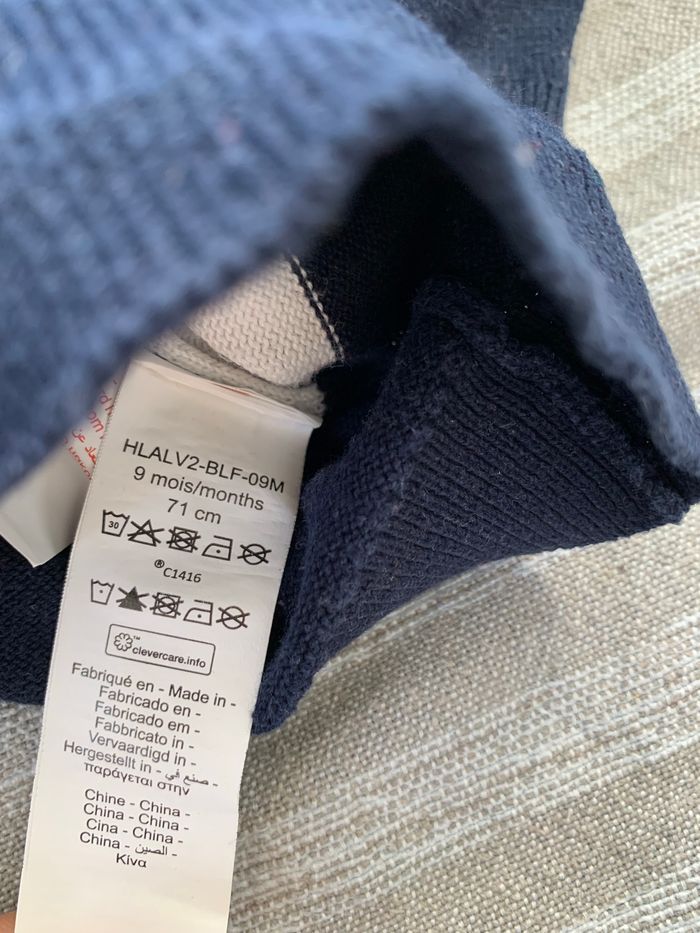 HLALV2-BLF-09M
9 mois/months
71 cm
30
®C1416
™
clevercare.info
Fabriqué en - Made in -
Fabricado en -
Fabricado em -
Fabbricato in -
Vervaardigd in -
Hergestellt in - صنع في -
παράγεται στην
Chine - China -
China - China -
Cina - China -
China - الصين -
Κίνα